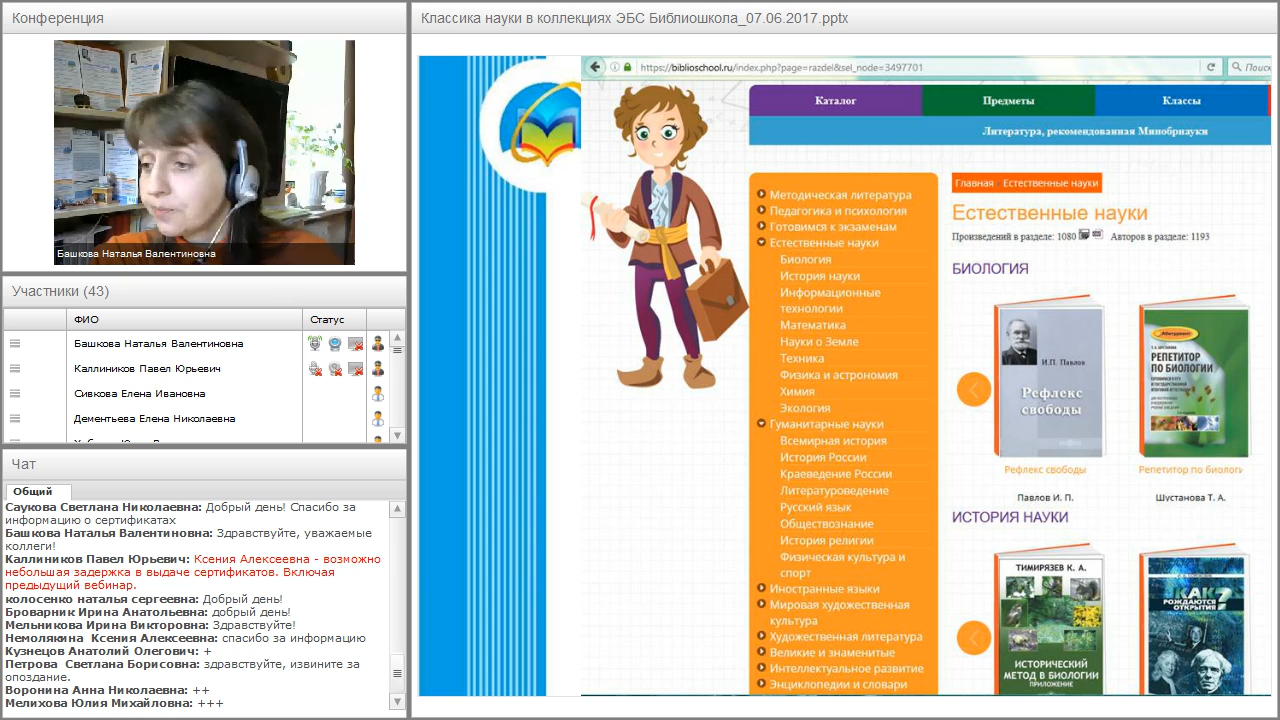 Конференция
Башкова Наталья Валентиновна
Участники (43)
ФИО
Статус
Башкова Наталья Валентиновна
Каллиников Павел Юрьевич
Елена Ивановна
Дементьева Елена Николаевна
Чат
Общий
Саукова Светлана Николаевна: Добрый день! Спасибо за
информацию о сертификатах
Башкова Наталья Валентиновна: Здравствуйте, уважаемые
коллеги!
Каллиников Павел Юрьевич: Ксения Алексеевна - возможно
небольшая задержка в выдаче сертификатов. Включая
предыдущий вебинар.
колосенко наталья сергеевна: Добрый день!
Броварник Ирина Анатольевна: добрый день!
Мельникова Ирина Викторовна: Здравствуйте!
Немолякина Ксения Алексеевна: спасибо за информацию
Кузнецов Анатолий Олегович: +
Петрова Светлана Борисовна: здравствуйте, извините за
опоздание.
Воронина Анна Николаевна: ++
Мелихова Юлия Михайловна: +++
Классика науки в коллекциях ЭБС Библиошкола_07.06.2017.pptx
https://biblioschool.ru/index.php?page=razdel&sel_node=3497701
Поиск
Каталог
Предметы
Классы
Литература, рекомендованная Минобрнауки
Методическая литература
Педагогика и психология
Готовимся к экзаменам
Естественные науки
Биология
История науки
Информационные
технологии
Математика
Науки о Земле
Техника
Физика и астрономия
Химия
Экология
Гуманитарные науки
Всемирная история
История России
Краеведение России
Литературоведение
Русский язык
Обществознание
История религии
Физическая культура и
спорт
Иностранные языки
Мировая художественная
культура
Художественная литература
Великие и знаменитые
Интеллектуальное развитие
Энциклопедии и словари
Главная Естественные науки
Естественные науки
Произведений в разделе: 1080 Авторов в разделе: 1193
БИОЛОГИЯ
И.П. Павлов
Рефлекс
свободы
Абитуриент
Т. А. ШУСТАНОВА
РЕПЕТИТОР
ПО БИОЛОГИИ
Рефлекс свободы
Репетитор по биологи
Павлов И. П.
Шустанова Т. А.
ИСТОРИЯ НАУКИ
ТИМИРЯЗЕВ К. А.
ИСТОРИЧЕСКИЙ
МЕТОД В БИОЛОГИИ
ПРИЛОЖЕНИЕ
КАК
РОЖДАЮТСЯ
ОТКРЫТИЯ?